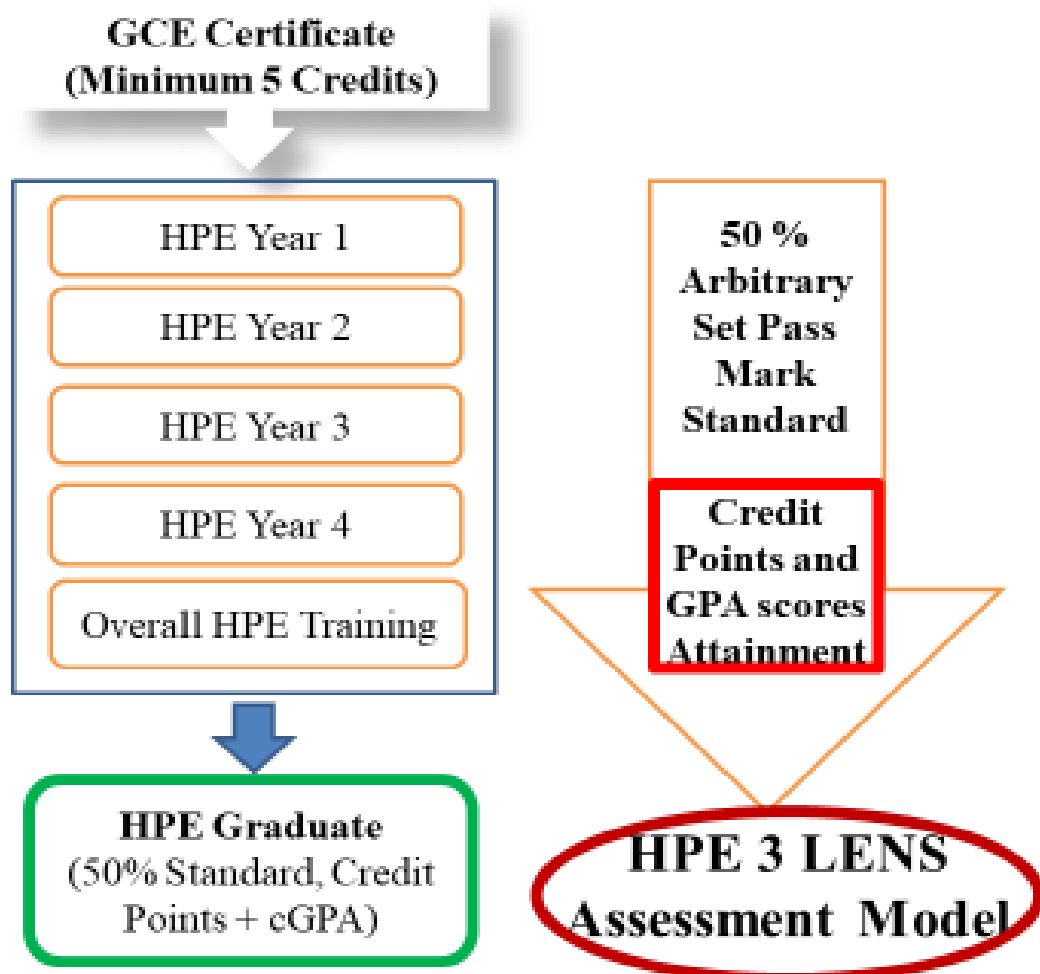 GCE Certificate
(Minimum 5 Credits)
HPE Year 1
HPE Year 2
HPE Year 3
HPE Year 4
Overall HPE Training
HPE Graduate
(50% Standard, Credit
Points + cGPA)
50 %
Arbitrary
Set Pass
Mark
Standard
Credit
Points and
GPA scores
Attainment
HPE 3 LENS
Assessment Model